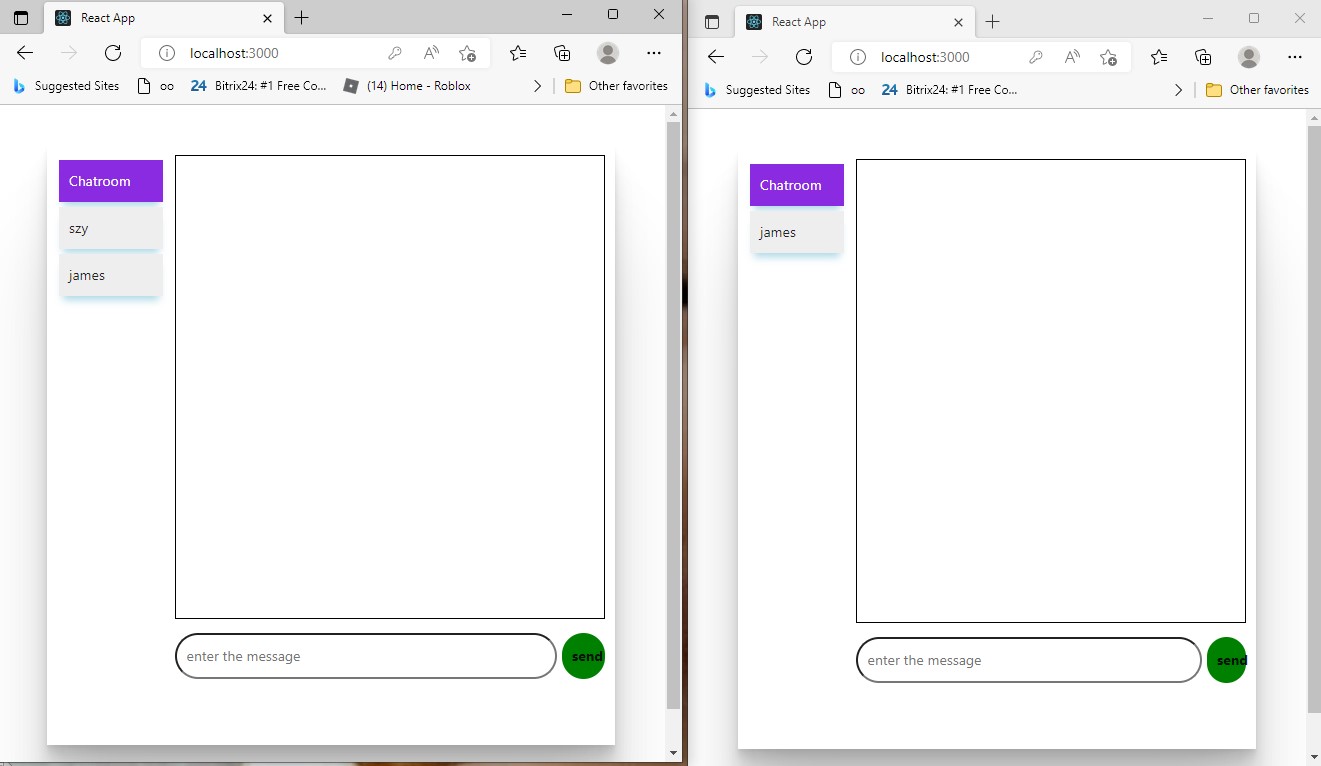 React App
localhost:3000
Suggested Sites
oo
24 Bitrix24: #1 Free Co...
(14) Home - Roblox
Other favorites
Chatroom
szy
james
enter the message
send
React App
localhost:3000
Suggested Sites
oo
24 Bitrix24: #1 Free Co...
Other favorites
Chatroom
james
enter the message
send